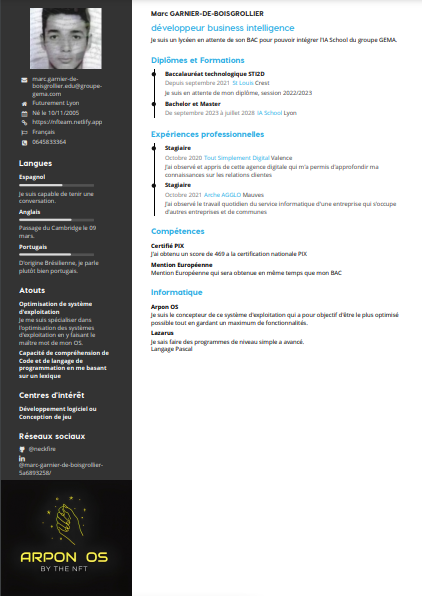 marc.garnier-de-
boisgrollier.edu@groupe-
gema.com
Futurement Lyon
Né le 10/11/2005
https://nfteam.netlify.app
Français
0645833364
Langues
Espagnol
Je suis capable de tenir une
conversation.
Anglais
Passage du Cambridge le 09
mars.
Portugais
D'origine Brésilienne, je parle
plutôt bien portugais.
Atouts
Optimisation de système
d'exploitation
Je me suis spécialisé dans
l'optimisation des systèmes
d'exploitation en y faisant le
maître mot de mon OS.
Capacité de compréhension de
Code et de langage de
programmation en me basant
sur un lexique
Centres d'intérêt
Développement logiciel ou
Conception de jeu
Réseaux sociaux
@neckfire
@marc-garnier-de-boisgrollier-
5a6893258/
ARPON OS
BY THE NFT
Marc GARNIER-DE-BOISGROLLIER
développeur business intelligence
Je suis un lycéen en attente de son BAC pour pouvoir intégrer l'IA School du groupe GEMA.
Diplômes et Formations
Baccalauréat technologique STI2D
Depuis septembre 2021 St Louis Crest
Je suis en attente de mon diplôme, session 2022/2023
Bachelor et Master
De septembre 2023 à juillet 2028 IA School Lyon
Expériences professionnelles
Stagiaire
Octobre 2020 Tout Simplement Digital Valence
J'ai observé et appris de cette agence digitale qui m'a permis d'approfondir ma
connaissances sur les relations clientes
Stagiaire
Octobre 2021 Arche AGGLO Mauves
J'ai observé le travail quotidien du service informatique d'une entreprise qui s'occupe
d'autres entreprises et de communes
Compétences
Certifié PIX
J'ai obtenu un score de 469 a la certification nationale PIX
Mention Européenne
Mention Européenne qui sera obtenue en même temps que mon BAC
Informatique
Arpon OS
Je suis le concepteur de ce système d'exploitation qui a pour objectif d'être le plus optimisé
possible tout en gardant un maximum de fonctionnalités.
Lazarus
Je sais faire des programmes de niveau simple a avancé.
Langage Pascal